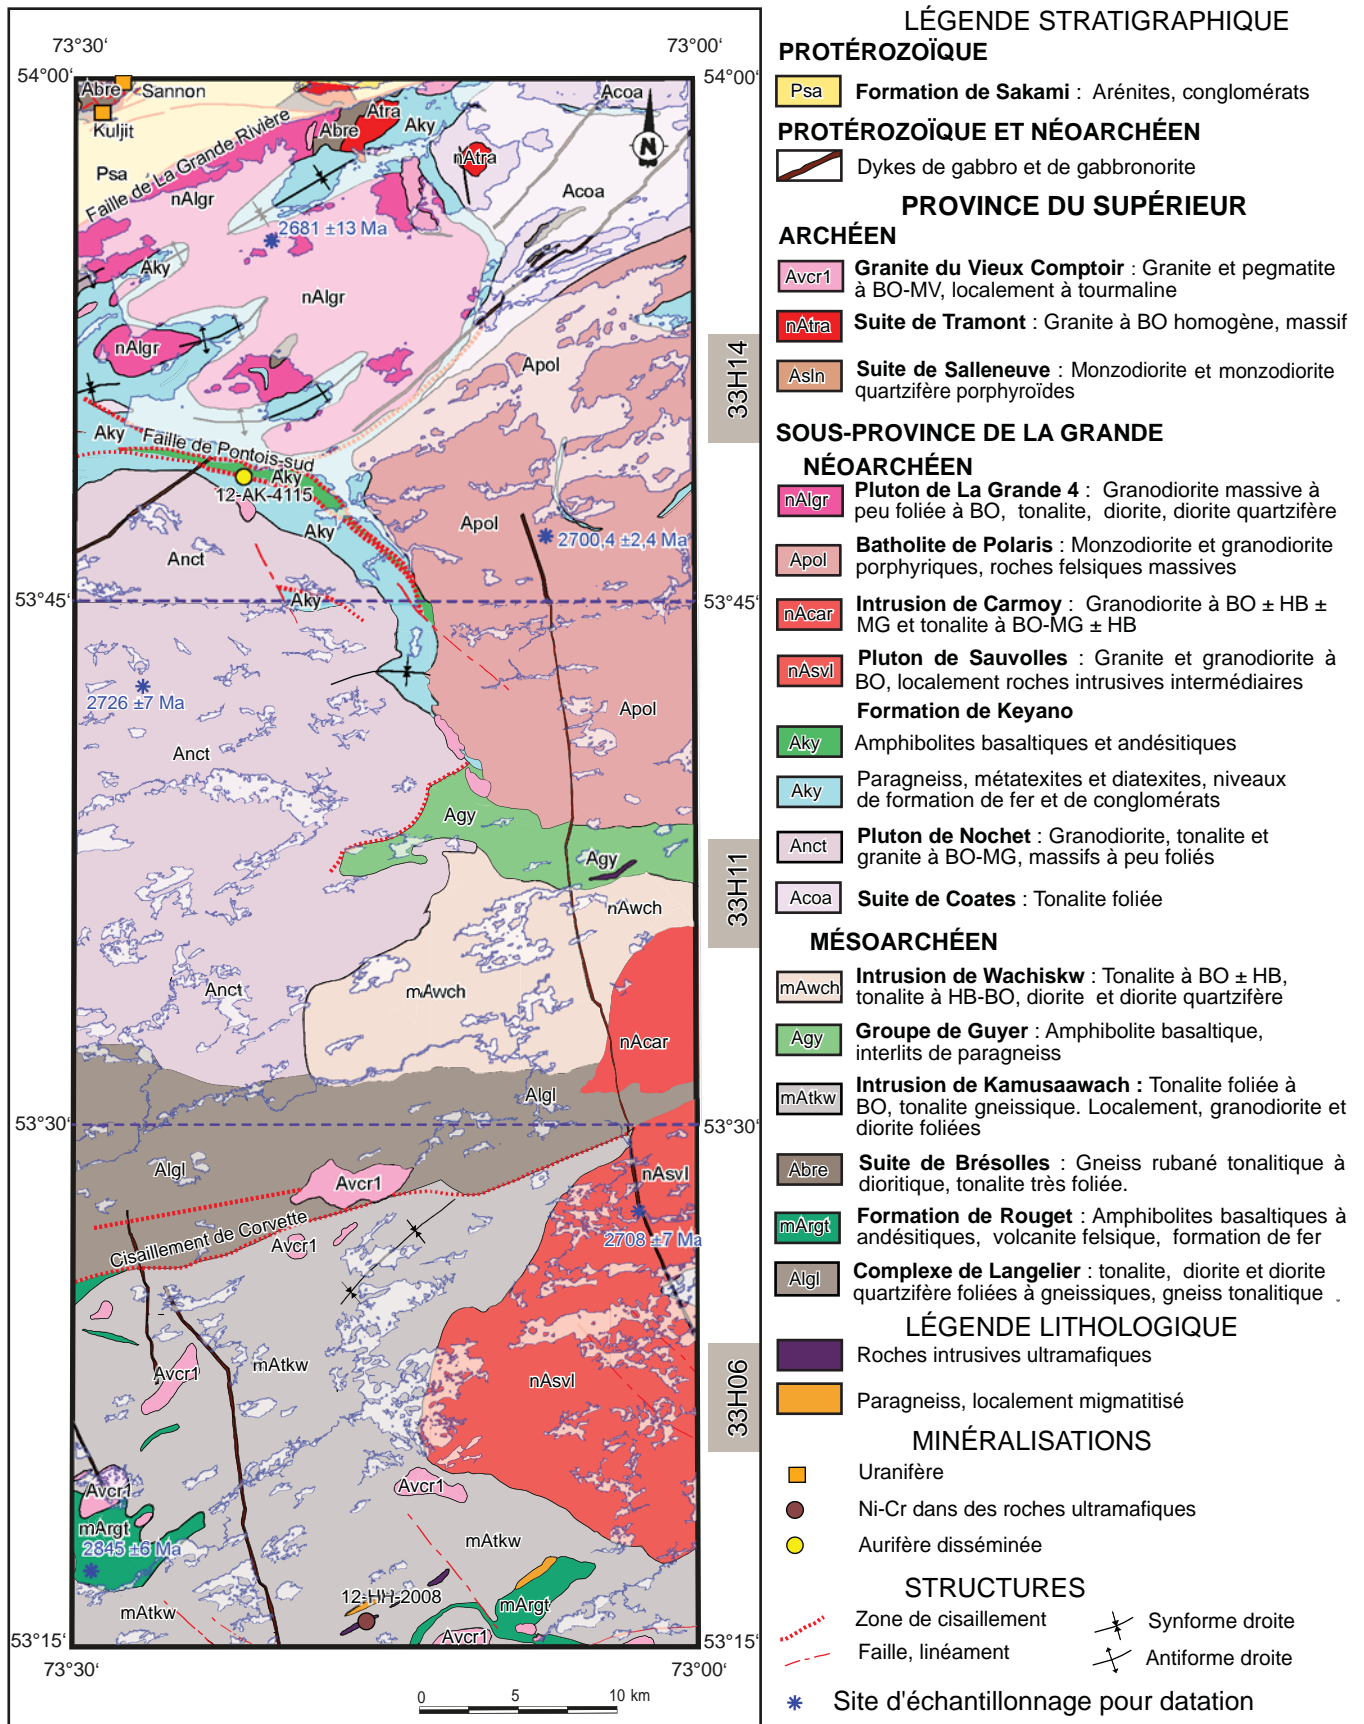 73°30‘
73°00‘
54°00‘
54°00‘
Abre
Sannon
Kuljit
Psa
Faille de La Grande Rivière
Abre
Atra
Aky
nAtra
Acoa
N
Acoa
nAlgr
2681 ±13 Ma
Aky
nAlgr
nAlgr
Apol
33H14
Aky
Faille de Pontois-sud
Aky
12-AK-4115
Aky
Apol
2700,4 ±2,4 Ma
Anct
Aky
53°45‘
53°45‘
2726 ±7 Ma
Apol
Anct
Agy
Agy
33H11
nAwch
Anct
mAwch
nAcar
Algl
53°30‘
53°30‘
Algl
Avcr1
nAsvl
Cisaillement de Corvette
Avcr1
2708 ±7 Ma
mAtkw
Avcr1
nAsvl
33H06
Avcr1
Avcr1
mArgt
2845 ±6 Ma
mAtkw
12-HH-2008
mArgt
mAtkw
Avcr1
53°15‘
53°15‘
73°30‘
73°00‘
0 5 10 km
LÉGENDE STRATIGRAPHIQUE
PROTÉROZOÏQUE
Psa Formation de Sakami : Arénites, conglomérats
PROTÉROZOÏQUE ET NÉOARCHÉEN
Dykes de gabbro et de gabbronorite
PROVINCE DU SUPÉRIEUR
ARCHÉEN
Avcr1 Granite du Vieux Comptoir : Granite et pegmatite
à BO-MV, localement à tourmaline
nAtra Suite de Tramont : Granite à BO homogène, massif
Asln Suite de Salleneuve : Monzodiorite et monzodiorite
quartzifère porphyroïdes
SOUS-PROVINCE DE LA GRANDE
NÉOARCHÉEN
nAlgr Pluton de La Grande 4 : Granodiorite massive à
peu foliée à BO, tonalite, diorite, diorite quartzifère
Apol Batholite de Polaris : Monzodiorite et granodiorite
porphyriques, roches felsiques massives
nAcar Intrusion de Carmoy : Granodiorite à BO ± HB ±
MG et tonalite à BO-MG ± HB
nAsvl Pluton de Sauvolles : Granite et granodiorite à
BO, localement roches intrusives intermédiaires
Formation de Keyano
Aky Amphibolites basaltiques et andésitiques
Aky Paragneiss, métatexites et diatexites, niveaux
de formation de fer et de conglomérats
Anct Pluton de Nochet : Granodiorite, tonalite et
granite à BO-MG, massifs à peu foliés
Acoa Suite de Coates : Tonalite foliée
MÉSOARCHÉEN
mAwch Intrusion de Wachiskw : Tonalite à BO ± HB,
tonalite à HB-BO, diorite et diorite quartzifère
Agy Groupe de Guyer : Amphibolite basaltique,
interlits de paragneiss
mAtkw Intrusion de Kamusaawach : Tonalite foliée à
BO, tonalite gneissique. Localement, granodiorite et
diorite foliées
Abre Suite de Brésolles : Gneiss rubané tonalitique à
dioritique, tonalite très foliée.
mArgt Formation de Rouget : Amphibolites basaltiques à
andésitiques, volcanite felsique, formation de fer
Algl Complexe de Langelier : tonalite, diorite et diorite
quartzifère foliées à gneissiques, gneiss tonalitique
LÉGENDE LITHOLOGIQUE
Roches intrusives ultramafiques
Paragneiss, localement migmatitisé
MINÉRALISATIONS
Uranifère
Ni-Cr dans des roches ultramafiques
Aurifère disséminée
STRUCTURES
Zone de cisaillement
Synforme droite
Faille, linéament
Antiforme droite
Site d'échantillonnage pour datation